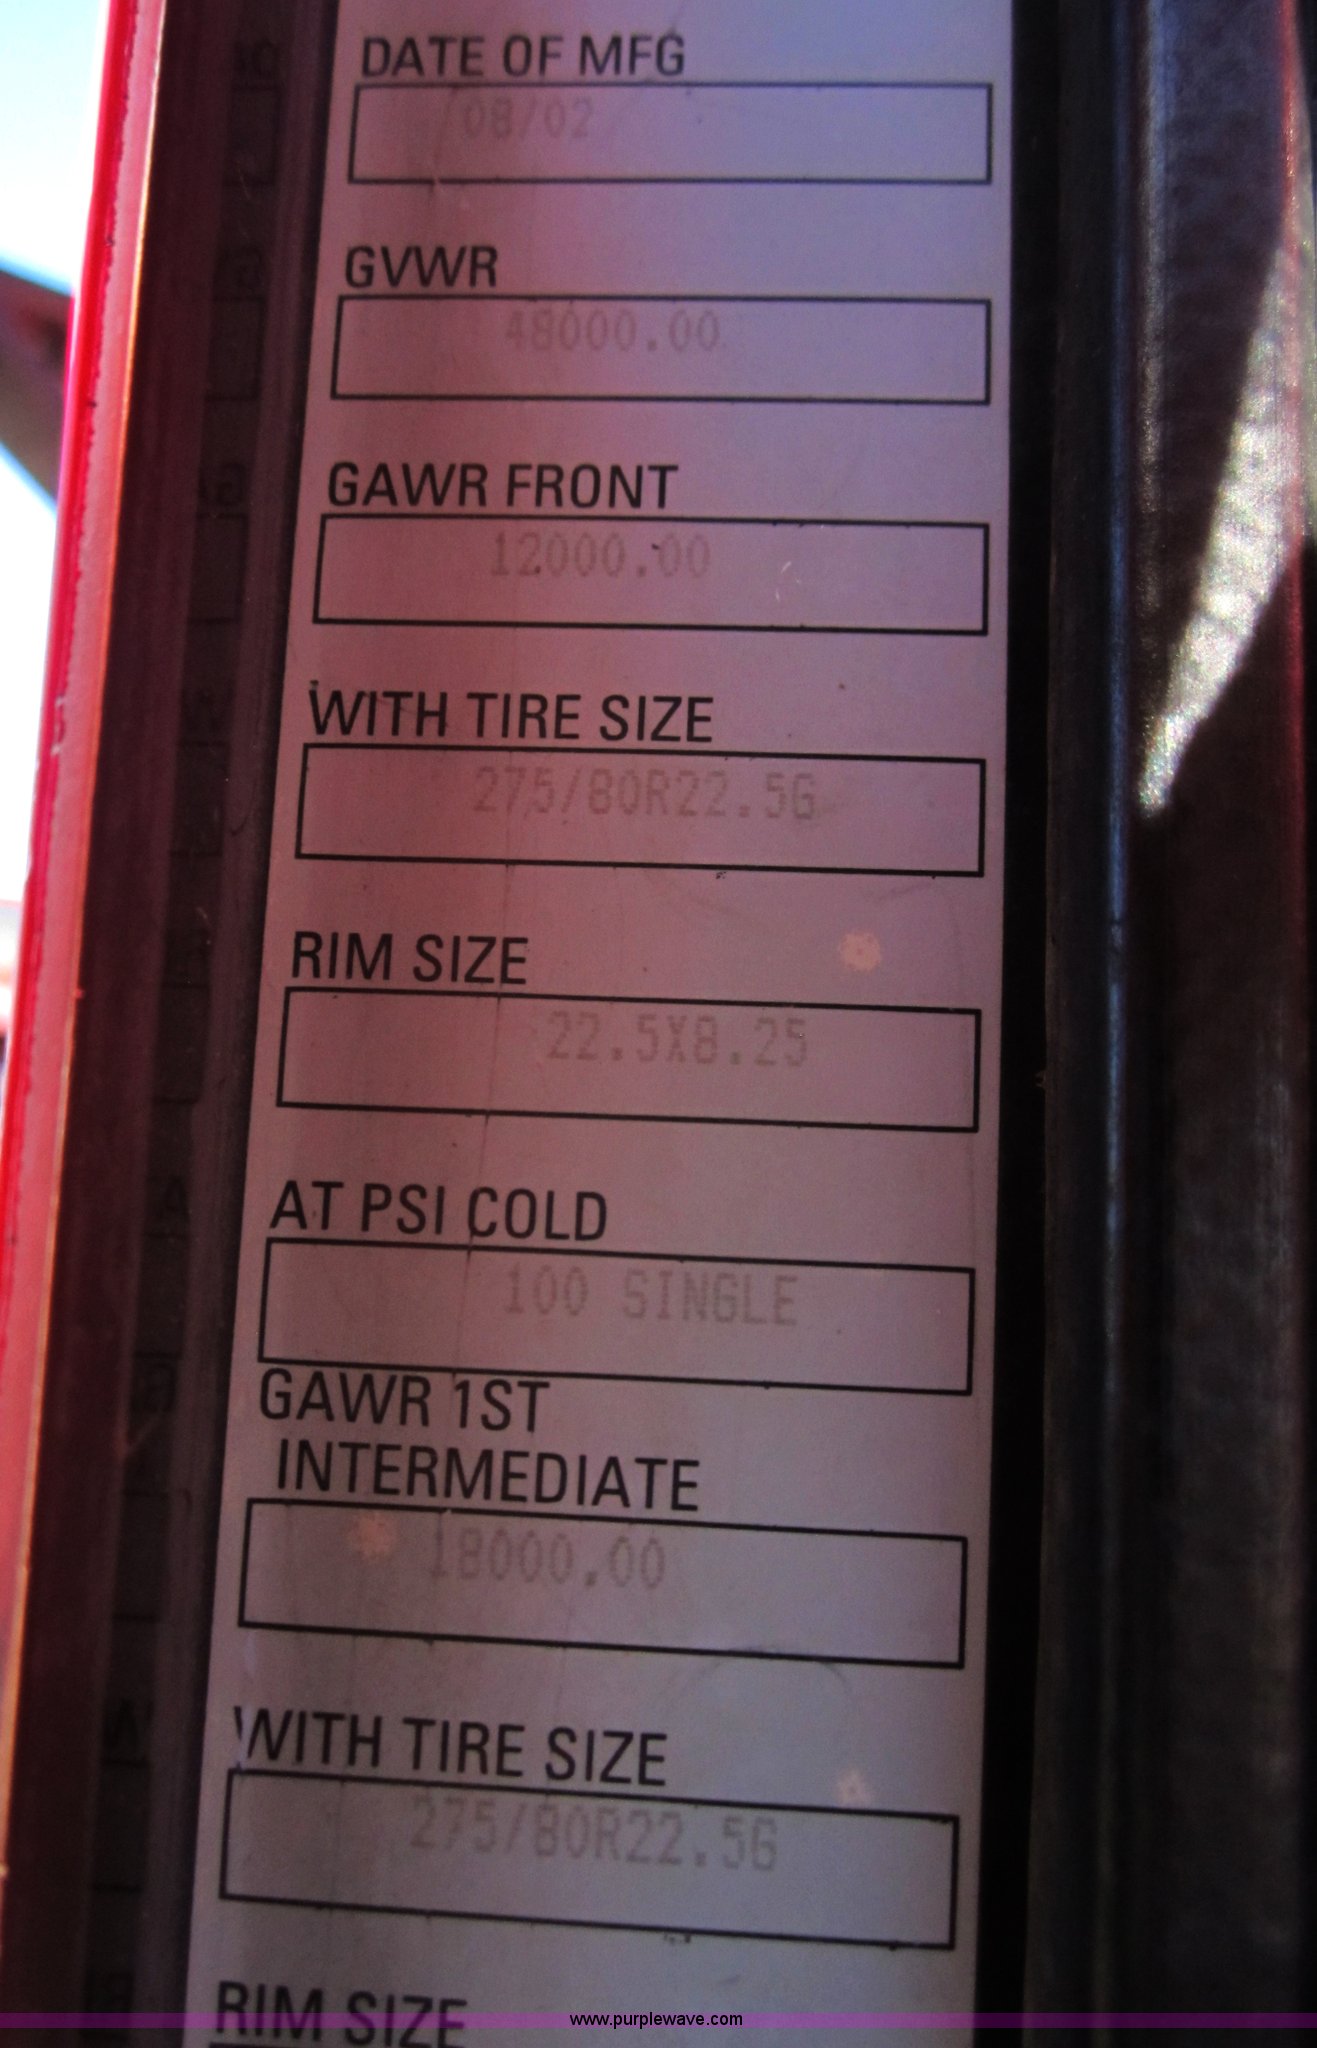 DATE OF MFG
08/02
GVWR
48000.00
GAWR FRONT
12000.00
WITH TIRE SIZE
275/80R22.5G
RIM SIZE
22.5X8.25
AT PSI COLD
100 SINGLE
GAWR 1ST
INTERMEDIATE
18000.00
WITH TIRE SIZE
275/80R22.5G
RIM SIZE
www.purplewave.com